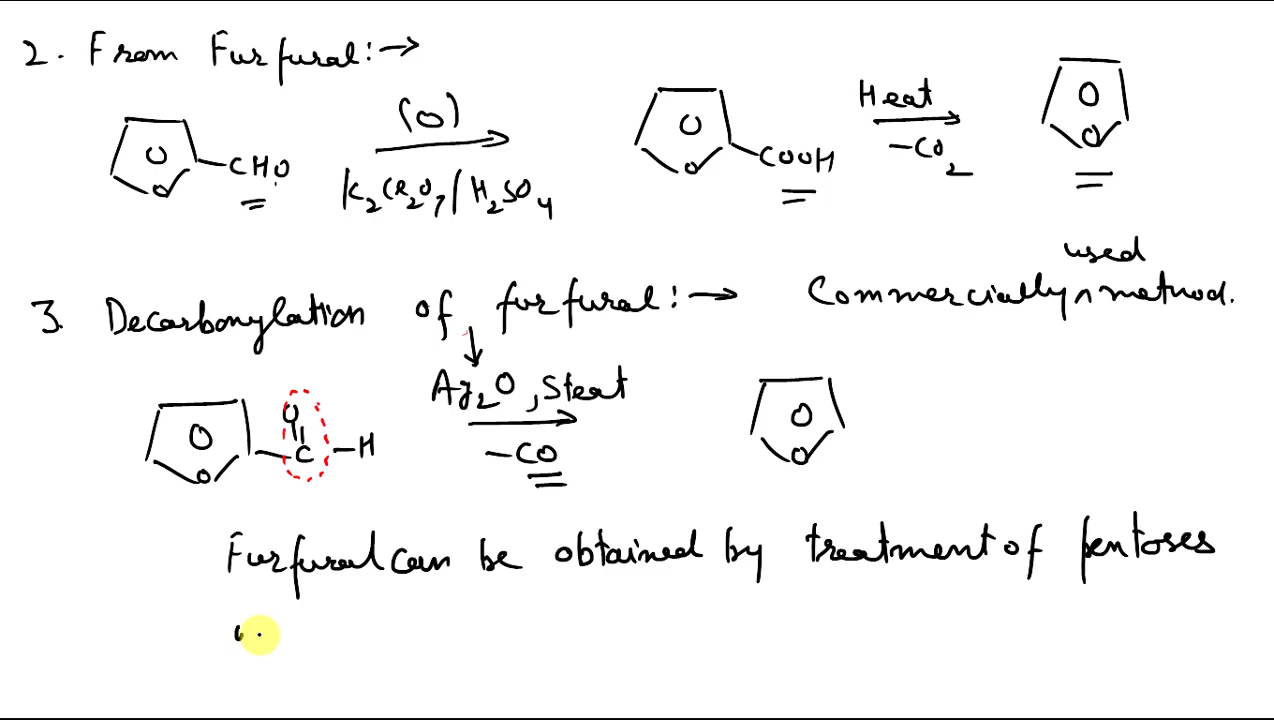 2. From Furfural:→
(O)
K2Cr2O7/H2SO4
CHO
COOH
Heat
-CO2
O
O
3. Decarbonylation of furfural:→ Commercially used method.
Ag2O, Steat
-CO
O
C
H
O
O
Furfural can be obtained by treatment of pentoses